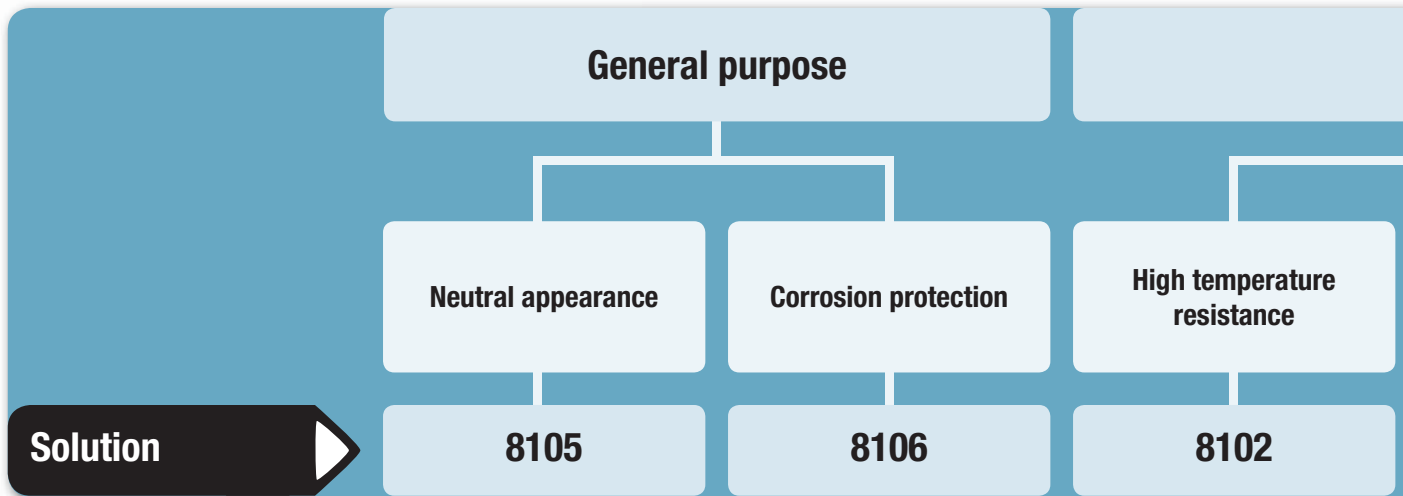 General purpose
Neutral appearance
Corrosion protection
High temperature
resistance
Solution
8105
8106
8102